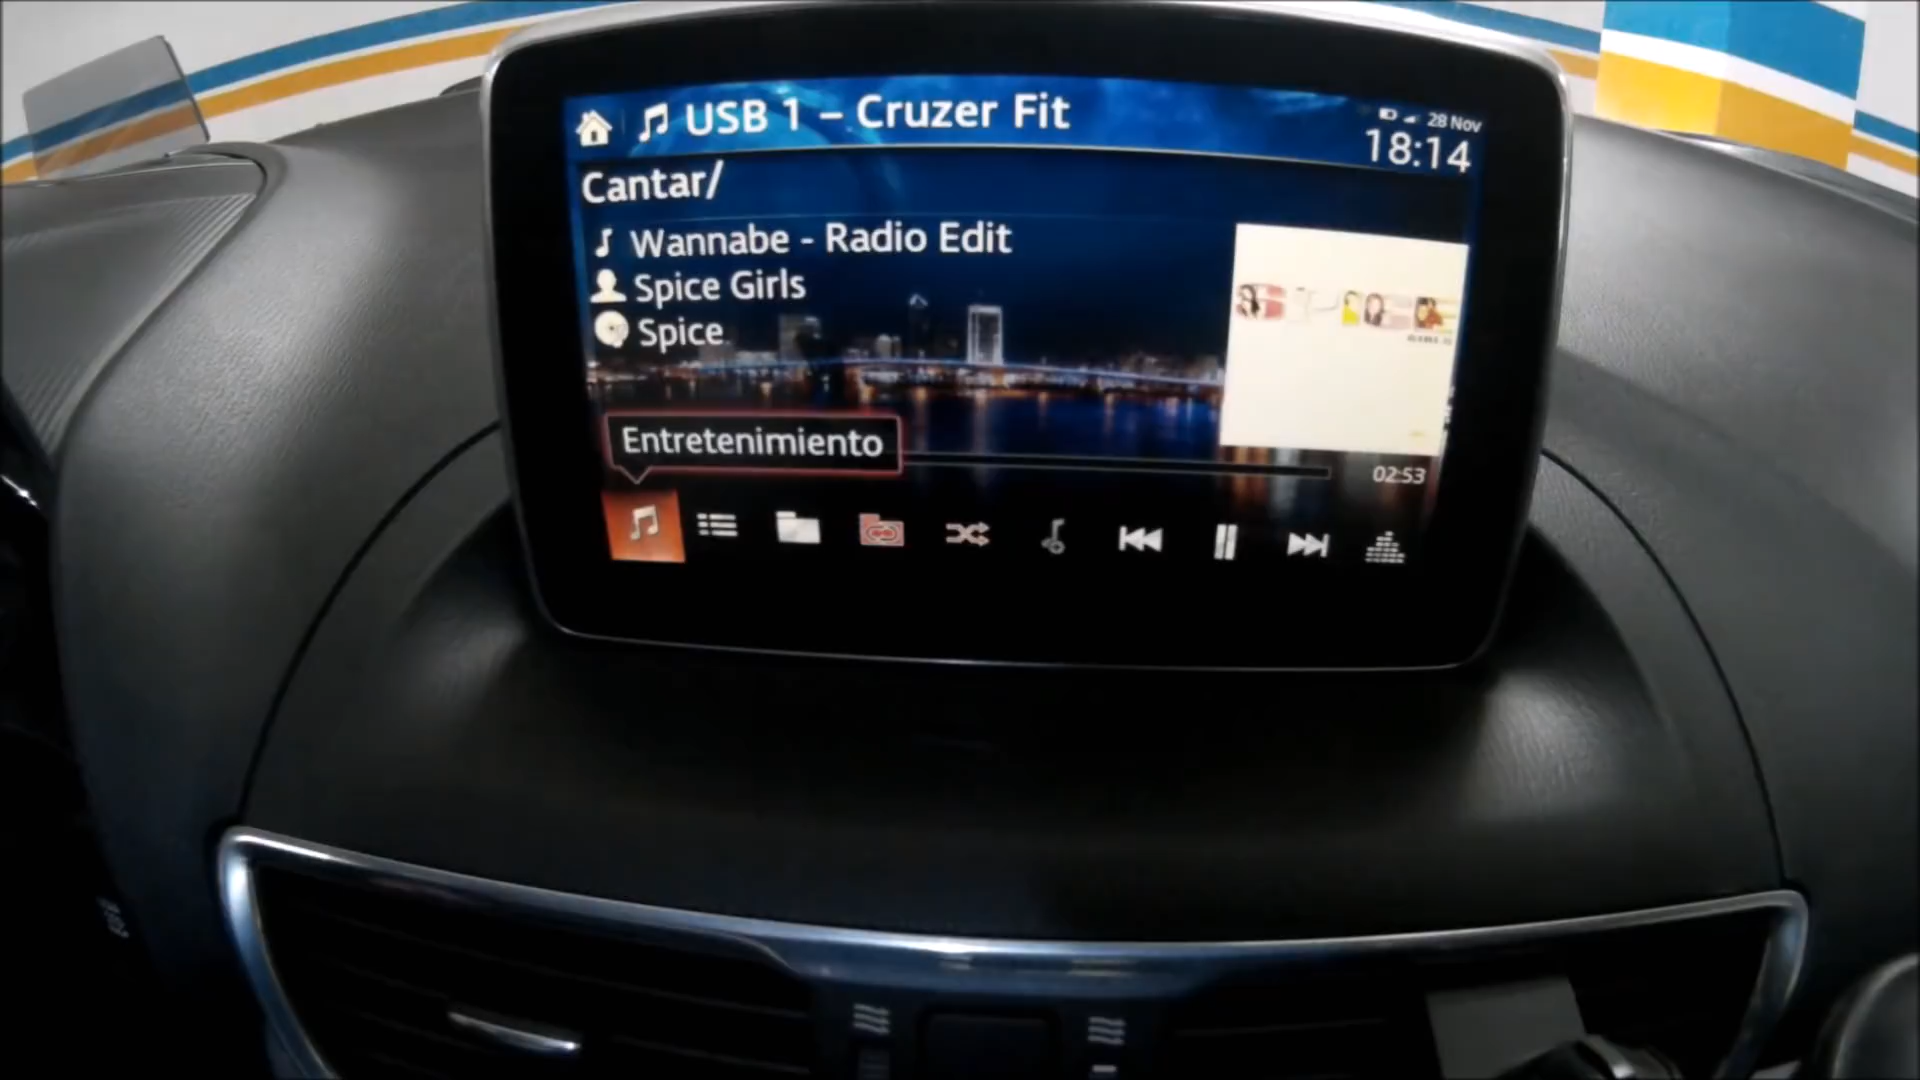 USB 1 – Cruzer Fit
28 Nov
18:14
Cantar/
Wannabe - Radio Edit
Spice Girls
Spice
Entretenimiento
02:53